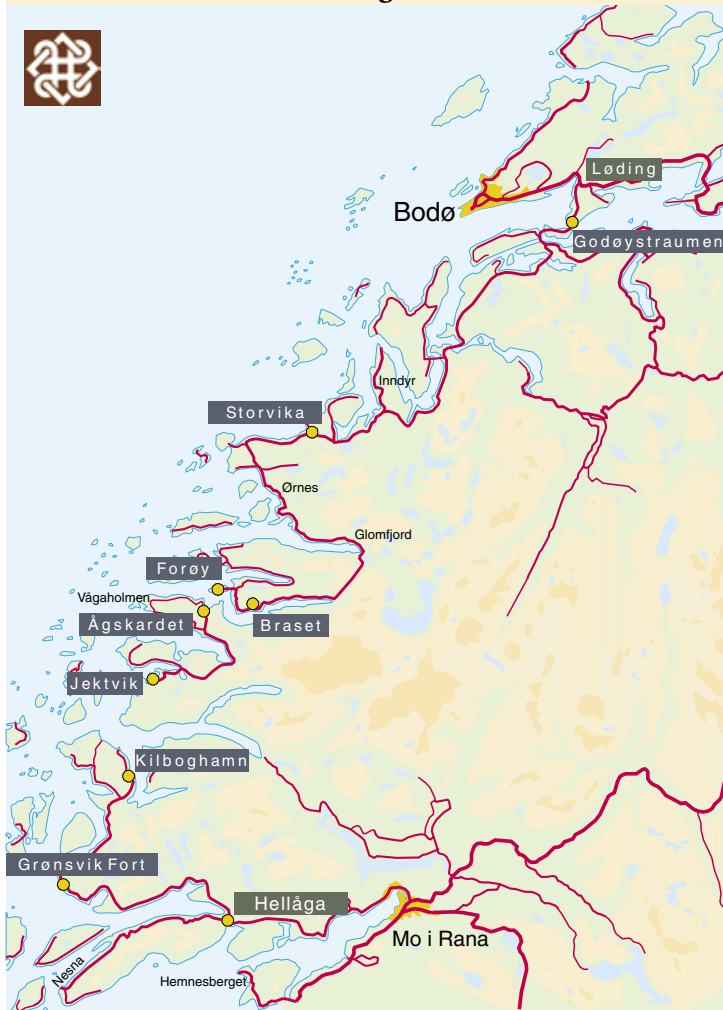 Løding
Bodø
Godøystraumen
Inndyr
Storvika
Ørnes
Glomfjord
Forøy
Vågaholmen
Ågskardet
Braset
Jektvik
Kilboghamn
Grønsvik Fort
Hellåga
Mo i Rana
Nesna
Hemnesberget